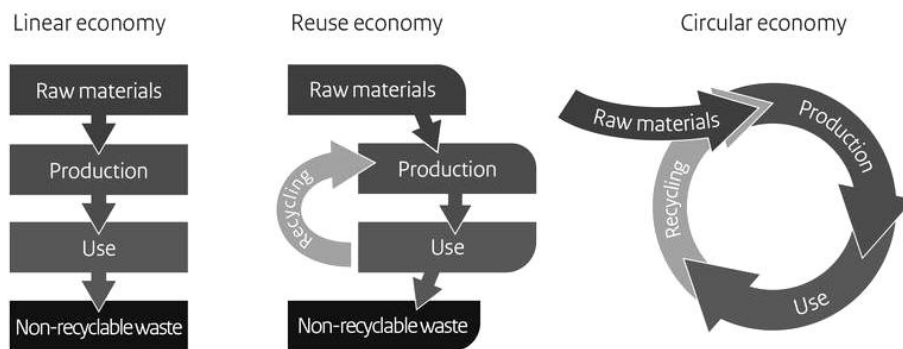 Linear economy
Raw materials
Production
Use
Non-recyclable waste
Reuse economy
Raw materials
Production
Recycling
Use
Non-recyclable waste
Circular economy
Raw materials
Production
Recycling
Use